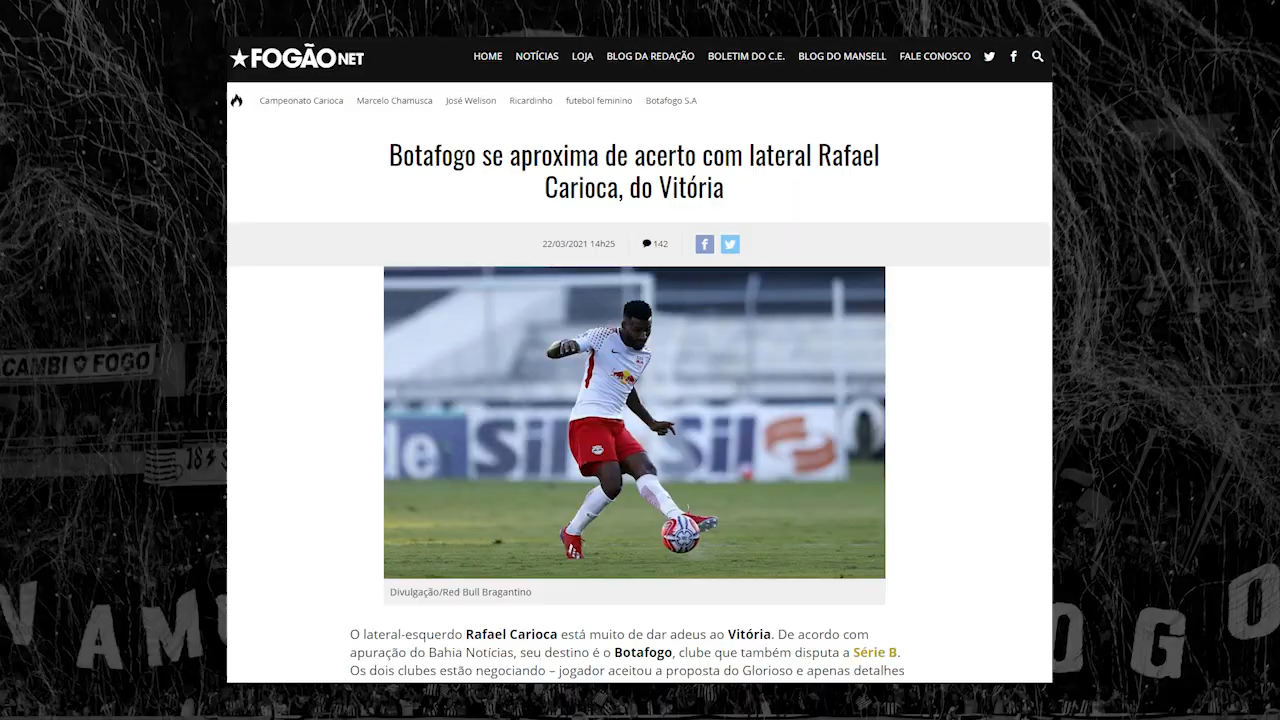 ★FOGÃO NET
HOME NOTÍCIAS LOJA BLOG DA REDAÇÃO BOLETIM DO C.E. BLOG DO MANSELL FALE CONOSCO
Campeonato Carioca Marcelo Chamusca José Welison Ricardinho futebol feminino Botafogo S.A
Botafogo se aproxima de acerto com lateral Rafael
Carioca, do Vitória
22/03/2021 14h25 142
CAMBI FOGO
Sil Sil
Divulgação/Red Bull Bragantino
O lateral-esquerdo Rafael Carioca está muito de dar adeus ao Vitória. De acordo com
apuração do Bahia Notícias, seu destino é o Botafogo, clube que também disputa a Série B.
Os dois clubes estão negociando – jogador aceitou a proposta do Glorioso e apenas detalhes